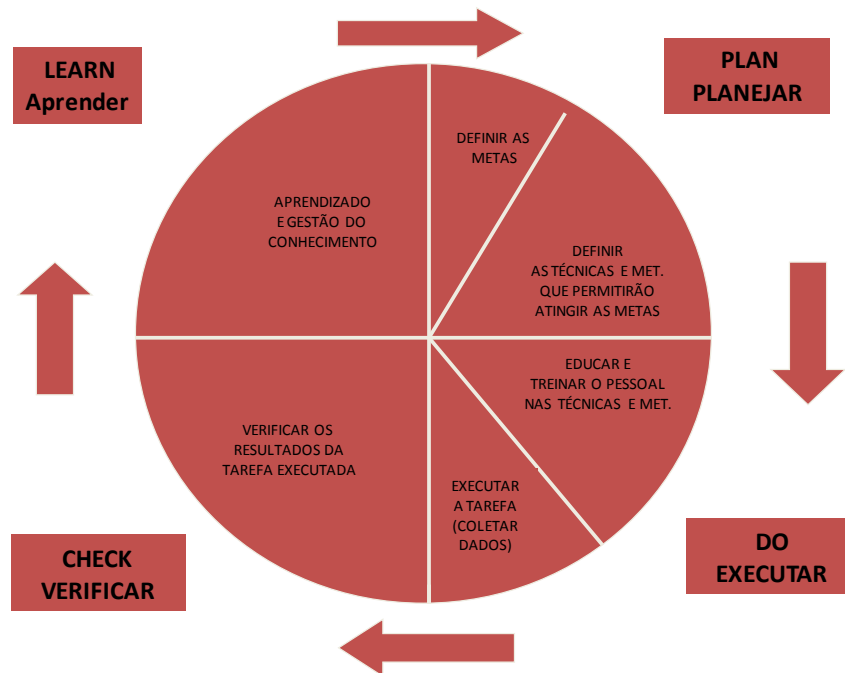 LEARN
Aprender
PLAN
PLANEJAR
DEFINIR AS
METAS
APRENDIZADO
E GESTÃO DO
CONHECIMENTO
DEFINIR
AS TÉCNICAS E MET.
QUE PERMITIRÃO
ATINGIR AS METAS
EDUCAR E
TREINAR O PESSOAL
NAS TÉCNICAS E MET.
VERIFICAR OS
RESULTADOS DA
TAREFA EXECUTADA
EXECUTAR
A TAREFA
(COLETAR
DADOS)
CHECK
VERIFICAR
DO
EXECUTAR